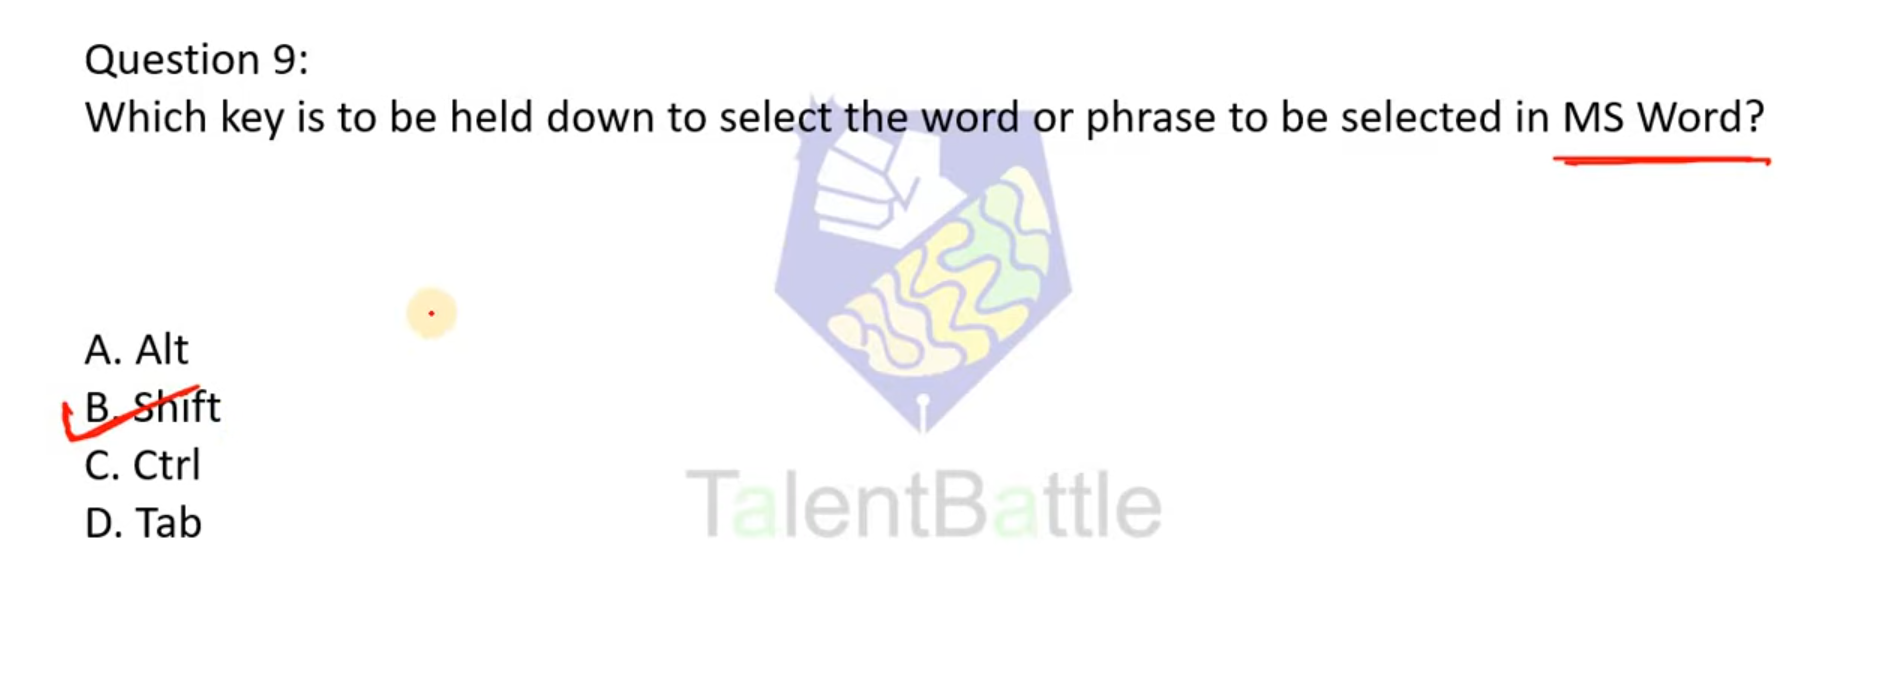 Question 9:
Which key is to be held down to select the word or phrase to be selected in MS Word?
A. Alt
B. Shift
C. Ctrl
D. Tab
TalentBattle